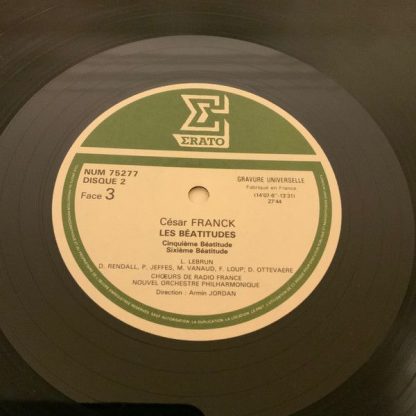 ΣRATO
NUM 75277
DISQUE 2
Face 3
GRAVURE UNIVERSELLE
Fabriqué en France
27'44
César FRANCK
LES BÉATITUDES
Cinquième Béatitude
Sixième Béatitude
L. LEBRUN
D. RENDALL, P. JEFFES, M. VANAUD, F. LOUP, D. OTTEVAERE
CHŒURS DE RADIO FRANCE
NOUVEL ORCHESTRE PHILHARMONIQUE
Direction : Armin JORDAN